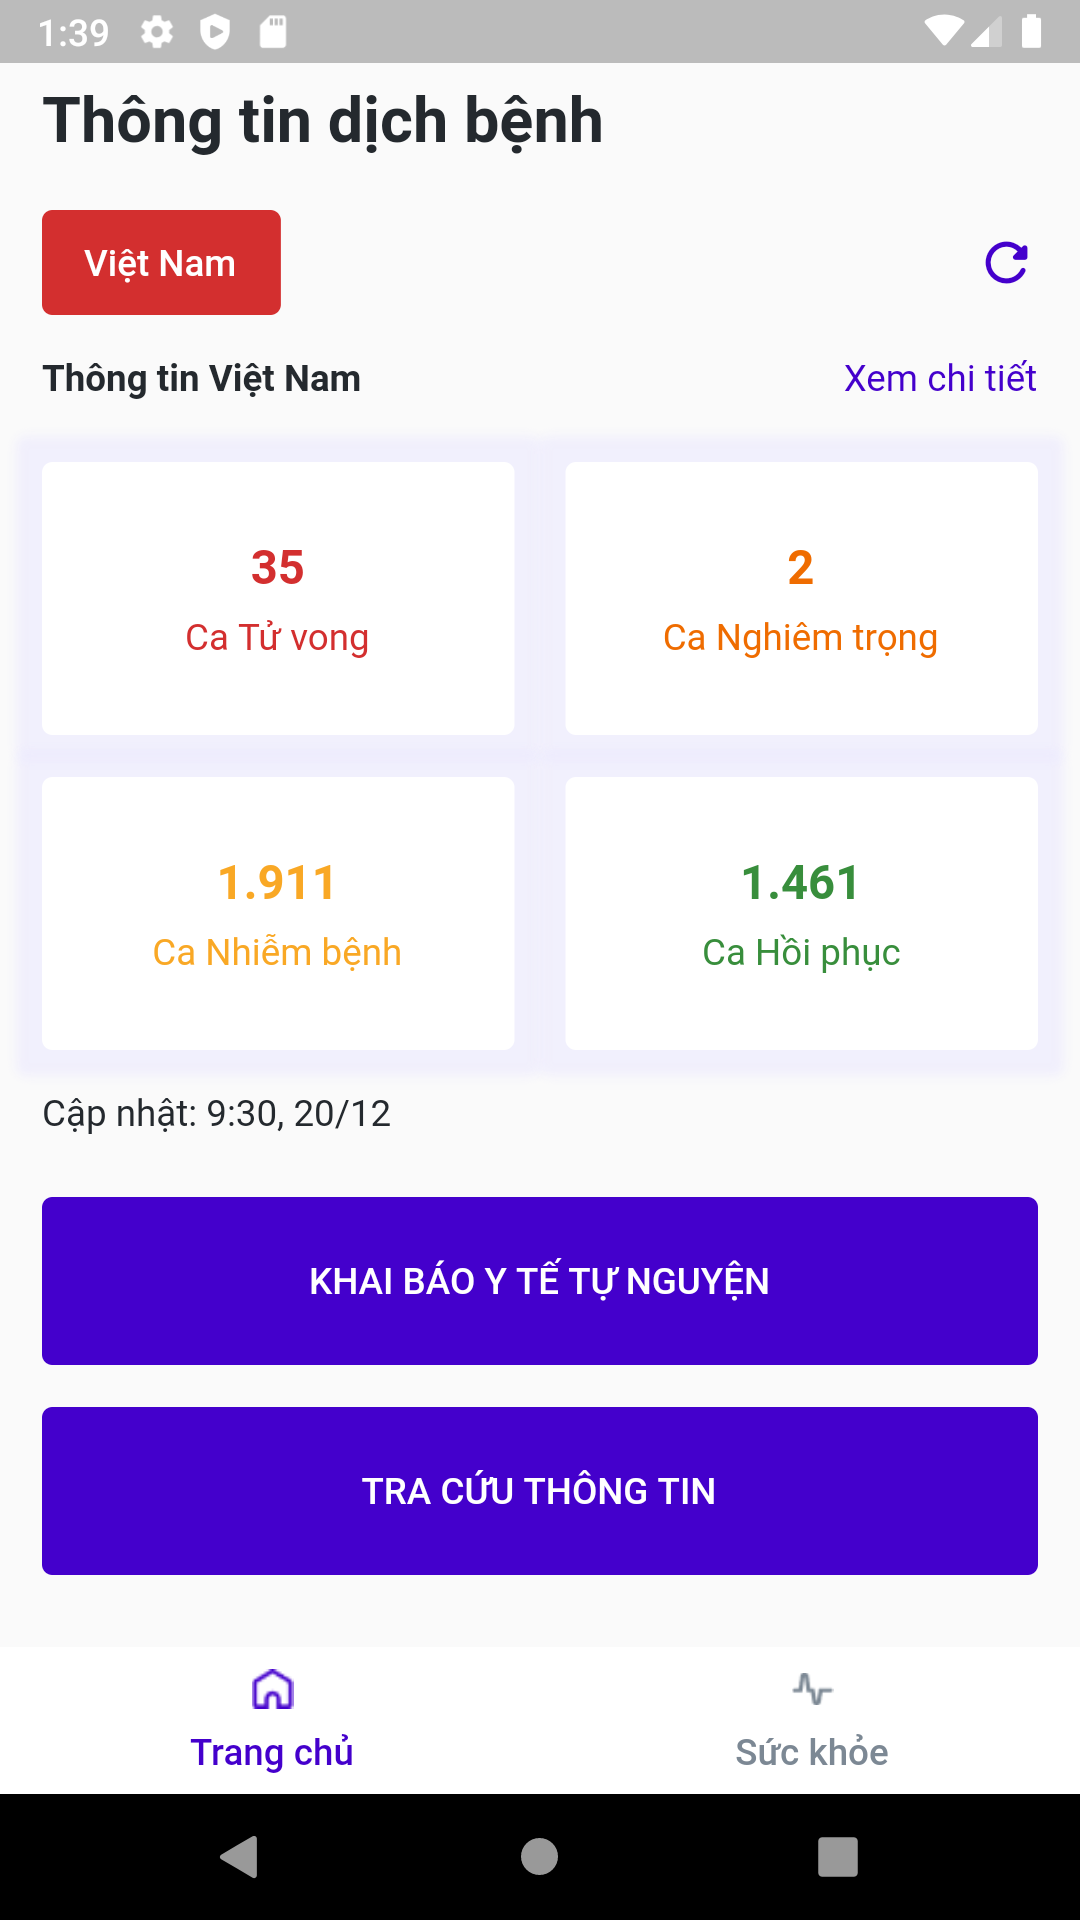 1:39
Thông tin dịch bệnh
Việt Nam
Thông tin Việt Nam
Xem chi tiết
35
Ca Tử vong
2
Ca Nghiêm trọng
1.911
Ca Nhiễm bệnh
1.461
Ca Hồi phục
Cập nhật: 9:30, 20/12
KHAI BÁO Y TẾ TỰ NGUYỆN
TRA CỨU THÔNG TIN
Trang chủ
Sức khỏe